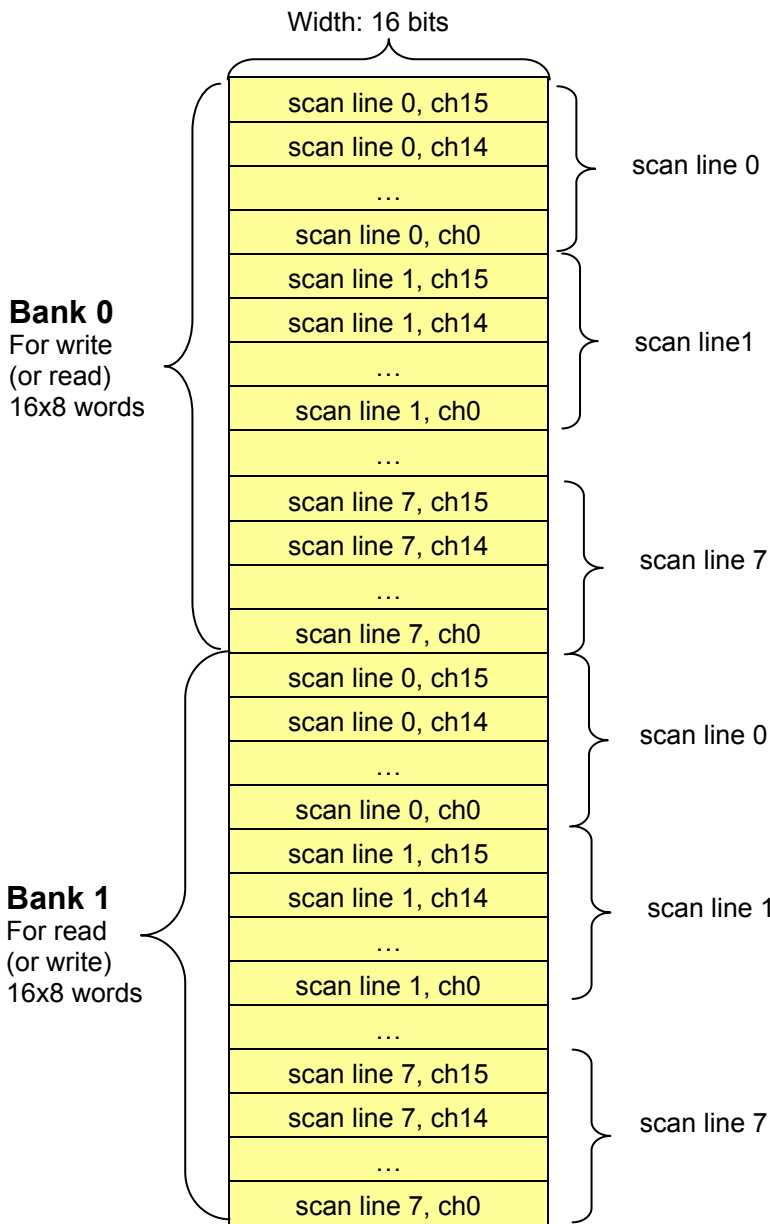 Width: 16 bits
scan line 0, ch15
scan line 0, ch14
…
scan line 0, ch0
scan line 0
scan line 1, ch15
scan line 1, ch14
…
scan line 1, ch0
scan line1
…
scan line 7, ch15
scan line 7, ch14
…
scan line 7, ch0
scan line 7
Bank 0
For write
(or read)
16x8 words
scan line 0, ch15
scan line 0, ch14
…
scan line 0, ch0
scan line 0
scan line 1, ch15
scan line 1, ch14
…
scan line 1, ch0
scan line 1
…
scan line 7, ch15
scan line 7, ch14
…
scan line 7, ch0
scan line 7
Bank 1
For read
(or write)
16x8 words